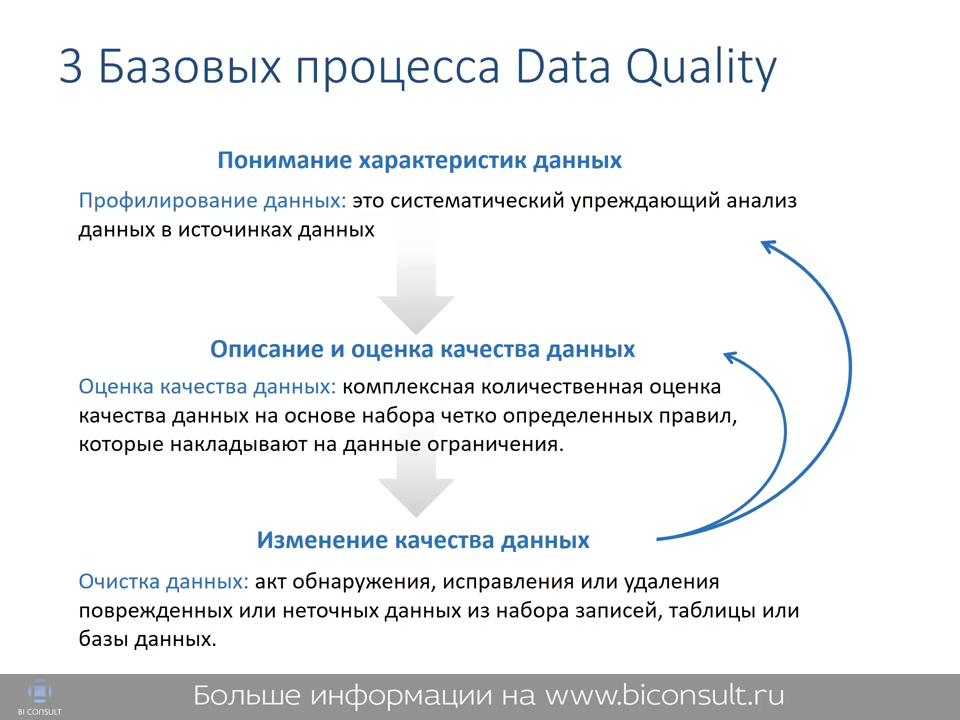 3 Базовых процесса Data Quality
Понимание характеристик данных
Профилирование данных: это систематический упреждающий анализ
данных в источинках данных
Описание и оценка качества данных
Оценка качества данных: комплексная количественная оценка
качества данных на основе набора четко определенных правил,
которые накладывают на данные ограничения.
Изменение качества данных
Очистка данных: акт обнаружения, исправления или удаления
поврежденных или неточных данных из набора записей, таблицы или
базы данных.
BI CONSULT
Больше информации на www.biconsult.ru